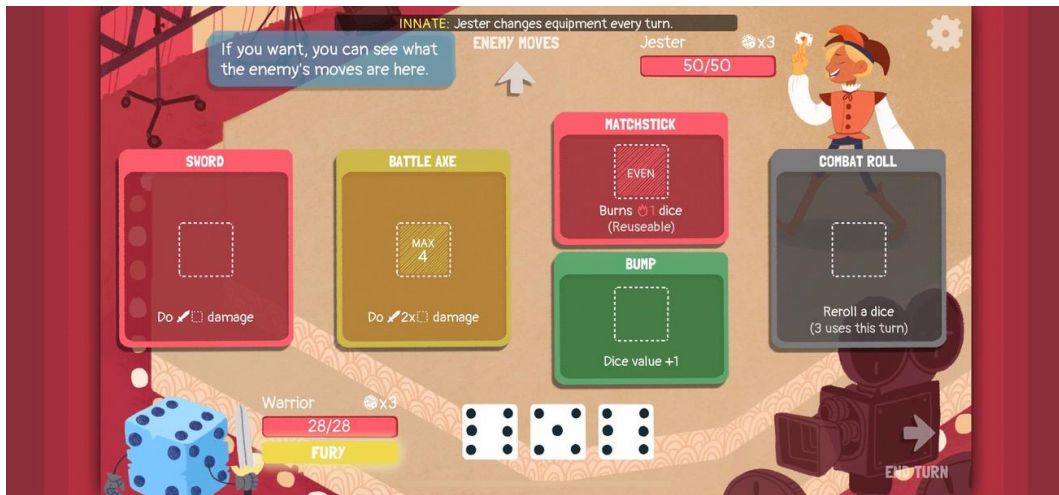 INNATE: Jester changes equipment every turn.
If you want, you can see what
the enemy's moves are here.
ENEMY MOVES
Jester x3
50/50
SWORD
Do damage
BATTLE AXE
MAX
4
Do 2x damage
MATCHSTICK
EVEN
Burns 1 dice
(Reuseable)
BUMP
Dice value +1
COMBAT ROLL
Reroll a dice
(3 uses this turn)
Warrior x3
28/28
FURY
END TURN